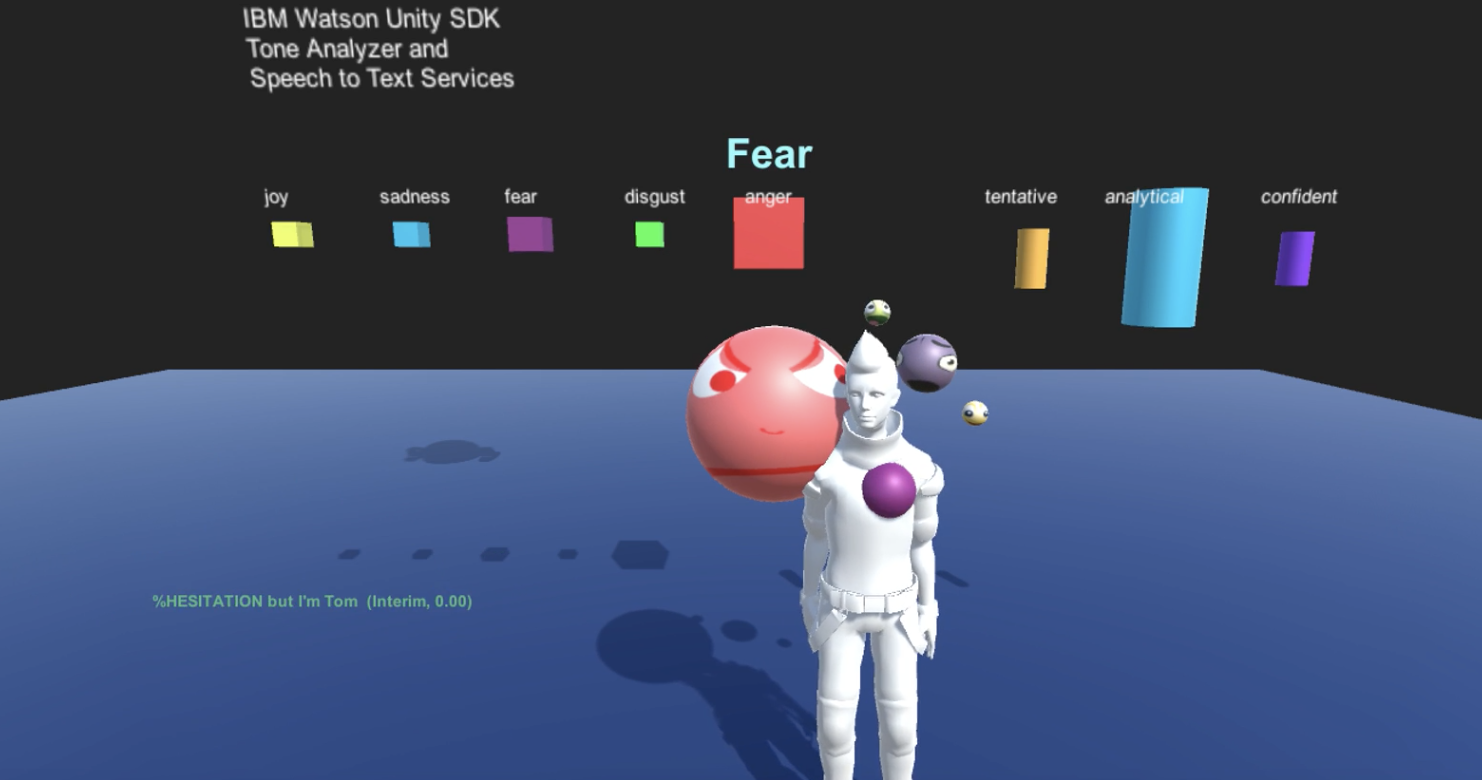 IBM Watson Unity SDK
Tone Analyzer and
Speech to Text Services
Fear
joy sadness fear disgust anger tentative analytical confident
%HESITATION but I'm Tom (Interim, 0.00)